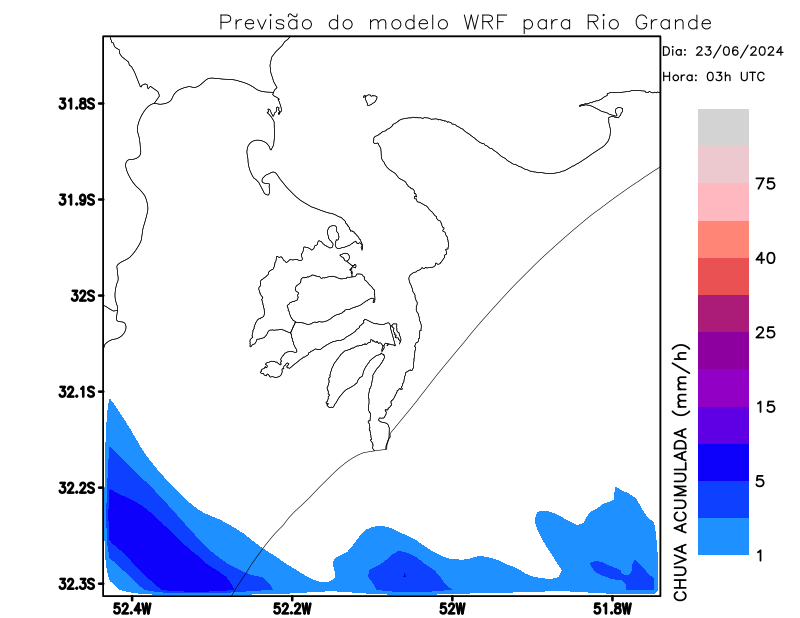 Previsão do modelo WRF para Rio Grande
Dia: 23/06/2024
Hora: 03h UTC
31.8S
31.9S
32S
32.1S
32.2S
32.3S
52.4W
52.2W
52W
51.8W
75
40
25
15
5
1
CHUVA ACUMULADA (mm/h)